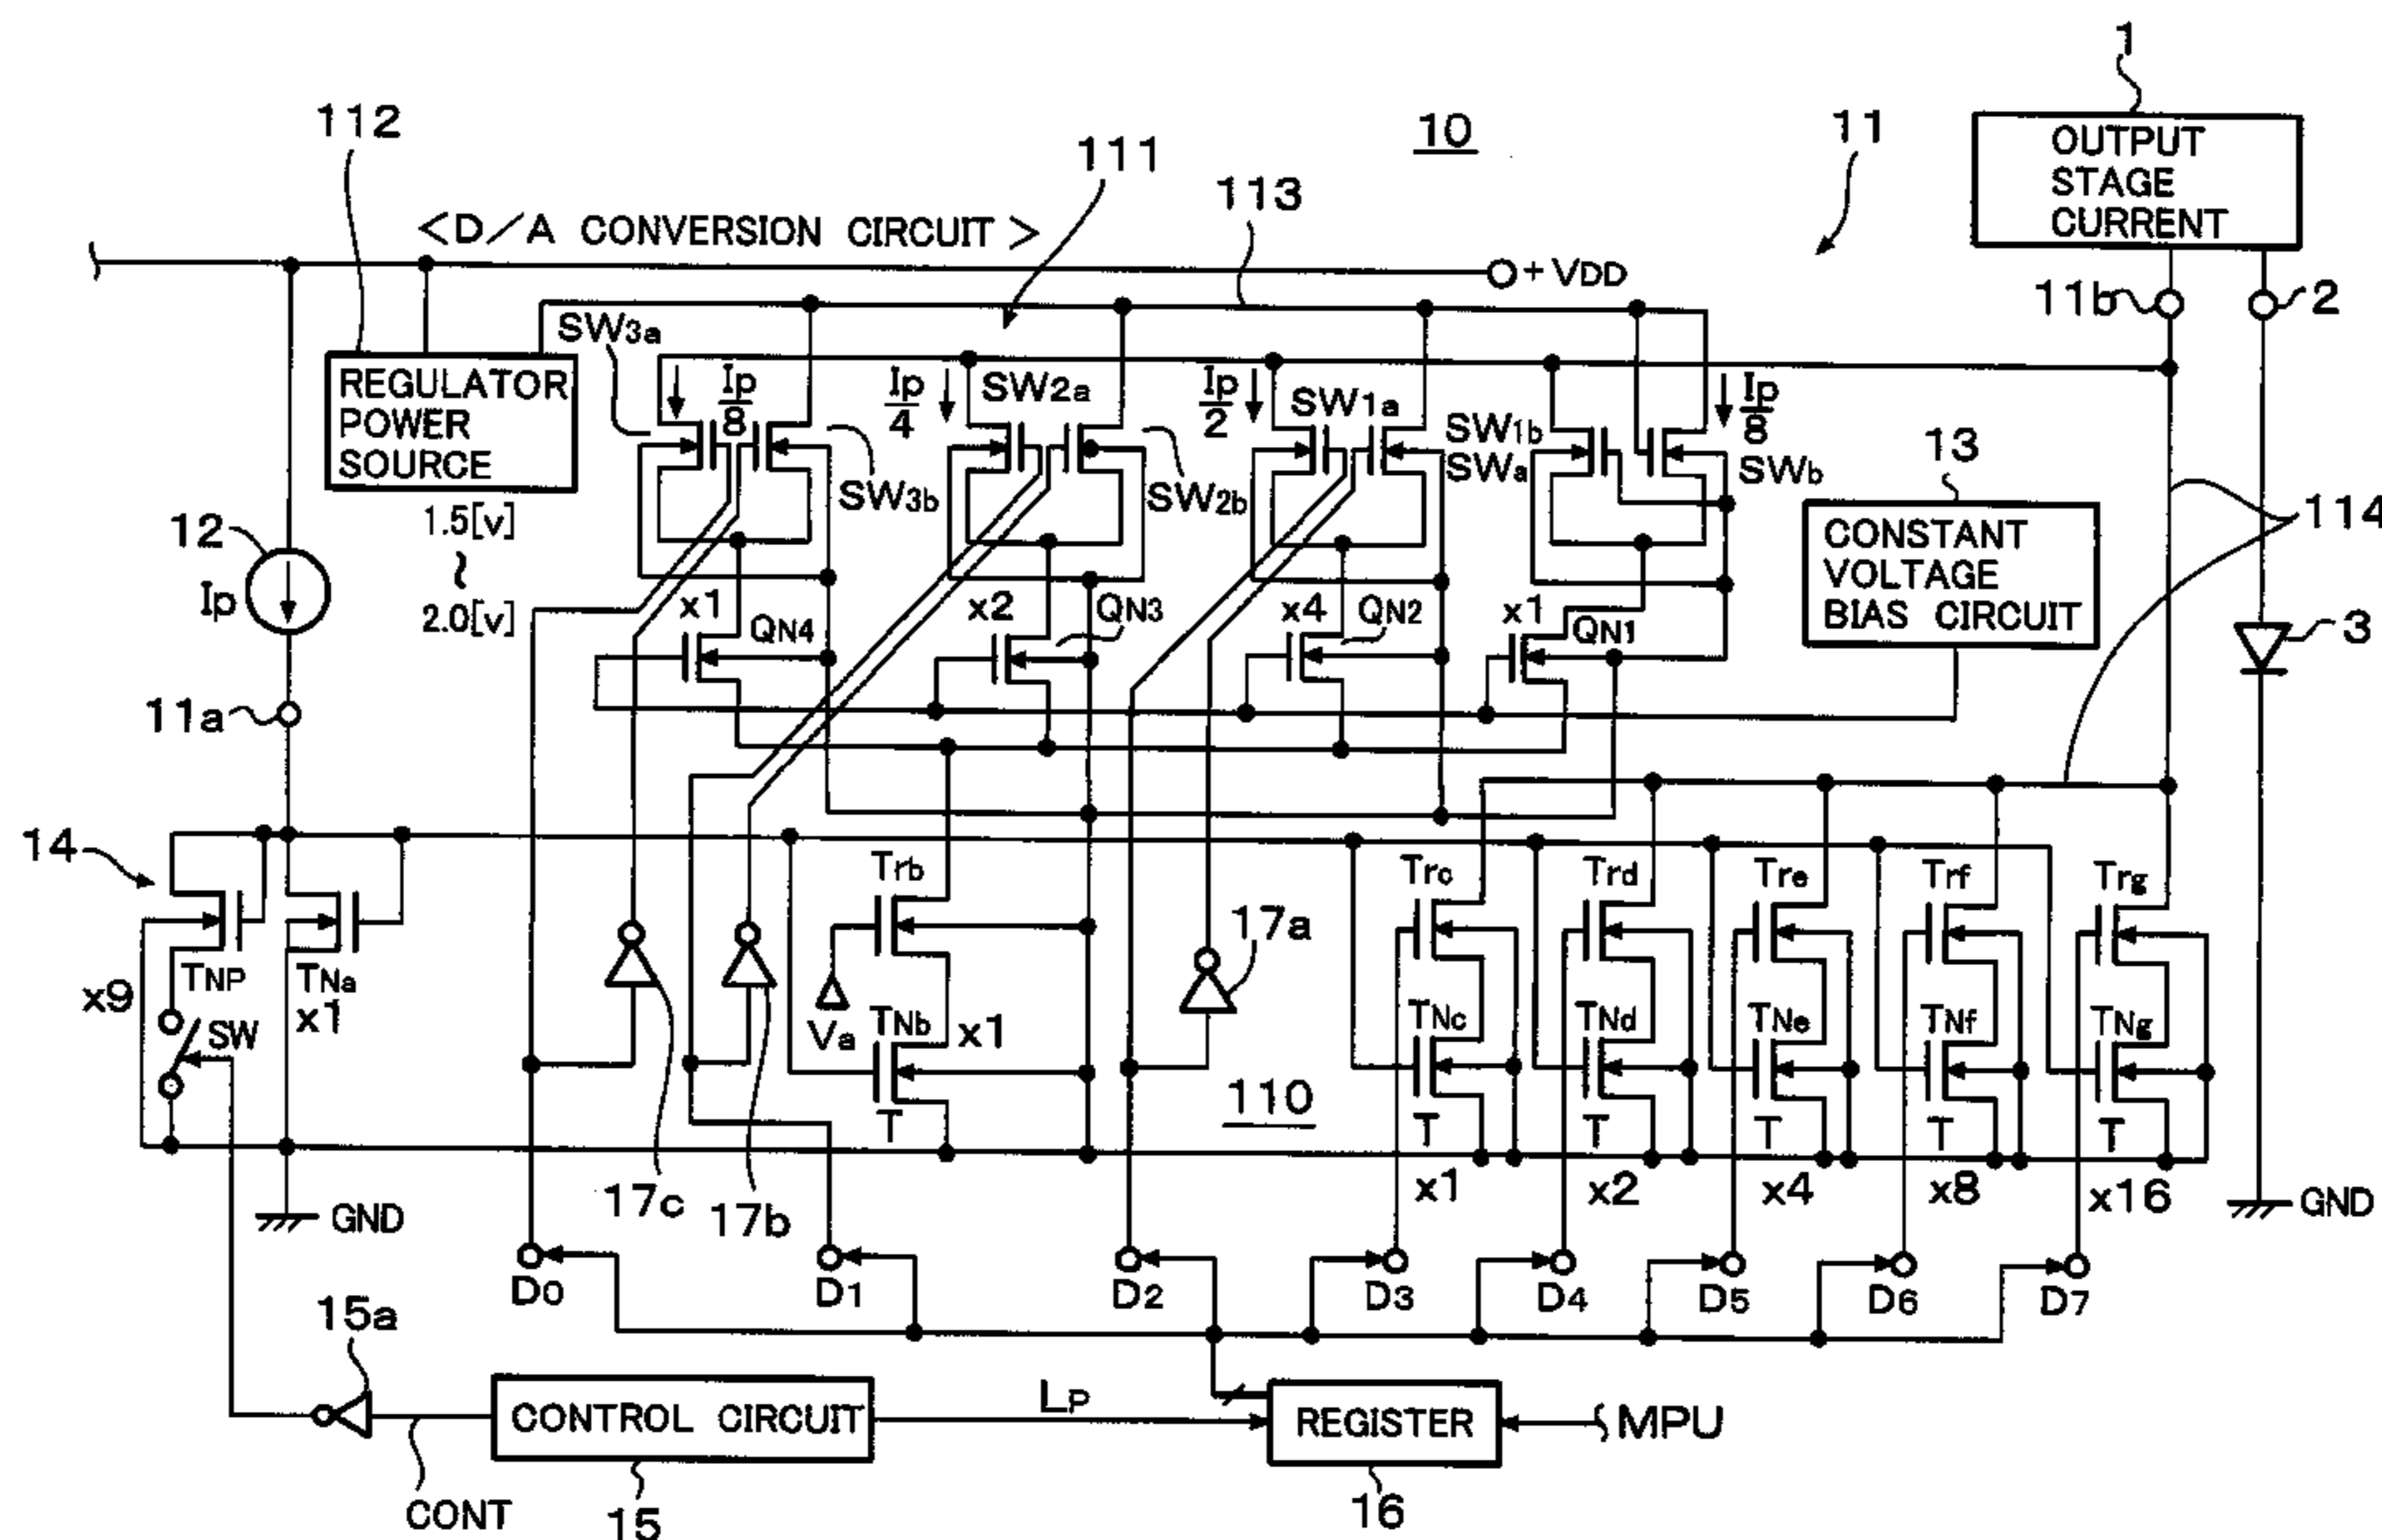 1
112
10
11
OUTPUT
STAGE
CURRENT
111
113
<D/A CONVERSION CIRCUIT>
+VDD
11b
2
SW3a
REGULATOR
POWER
SOURCE
Ip/8
Ip/4
SW2a
Ip/2
SW1a
SW1b
SWa
Ip/8
SWb
13
SW3b
SW2b
114
12
1.5[v]
~
2.0[v]
Ip
CONSTANT
VOLTAGE
BIAS CIRCUIT
x1
QN4
x2
QN3
x4
QN2
x1
QN1
3
11a
14
Trb
Trc
Trd
Tre
Trf
Trg
17a
TNP
TNa
x9
x1
SW
Va
TNb
x1
TNc
TNd
TNe
TNf
TNg
110
T
T
T
T
T
T
x1
x2
x4
x8
x16
17c
17b
GND
GND
D0
D1
D2
D3
D4
D5
D6
D7
15a
CONTROL CIRCUIT
LP
REGISTER
MPU
CONT
15
16